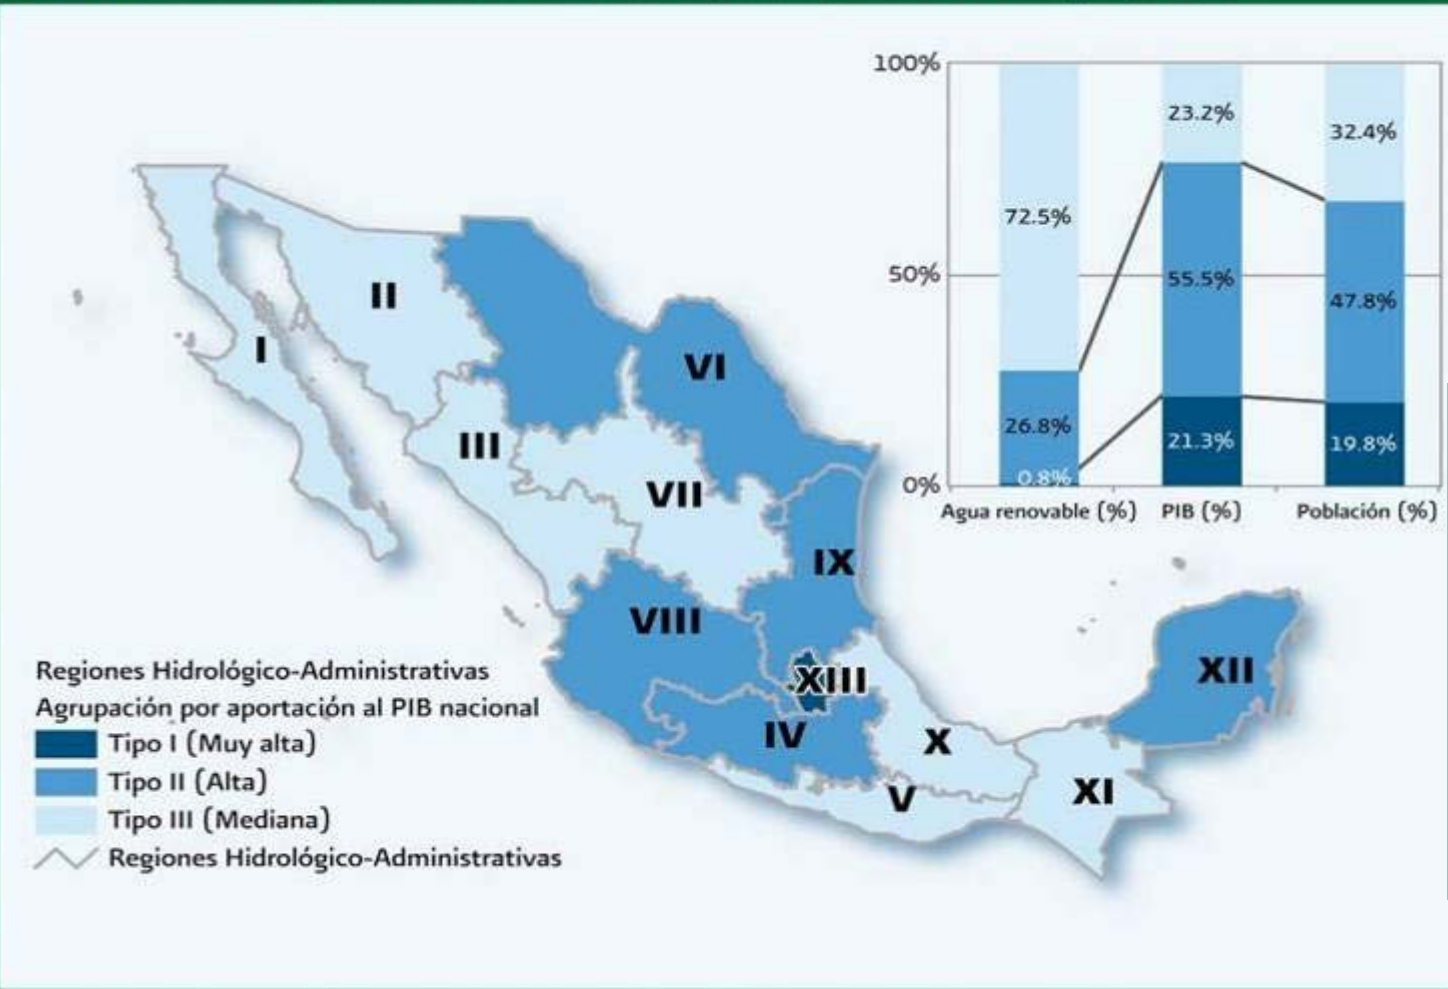 100%
50%
0%
72.5%
26.8%
0.8%
23.2%
55.5%
21.3%
32.4%
47.8%
19.8%
Agua renovable (%)
PIB (%)
Población (%)
I
II
III
VI
VII
VIII
IX
XIII
IV
X
V
XI
XII
Regiones Hidrológico-Administrativas
Agrupación por aportación al PIB nacional
Tipo I (Muy alta)
Tipo II (Alta)
Tipo III (Mediana)
Regiones Hidrológico-Administrativas